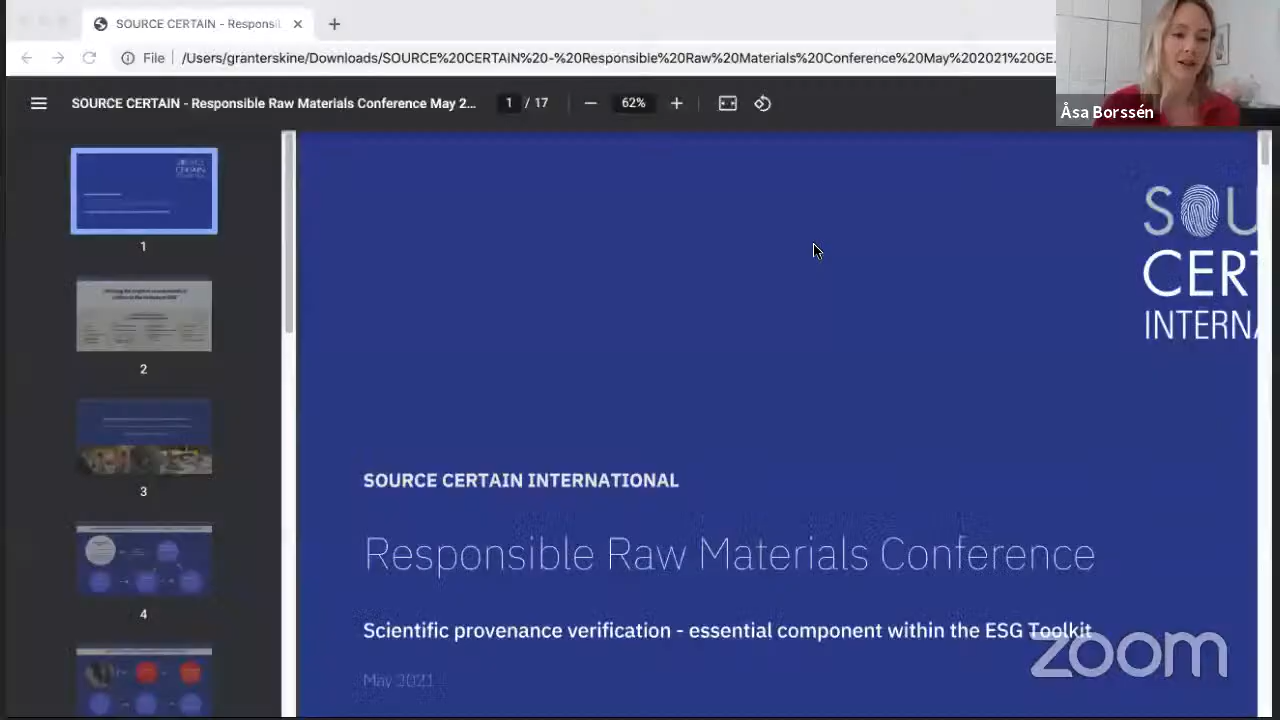 SOURCE CERTAIN - Responsi
File /Users/granterskine/Downloads/SOURCE%20CERTAIN%20-%20Responsible%20Raw%20Materials%20Conference%20May%202021%20GE.
Åsa Borssén
SOURCE CERTAIN - Responsible Raw Materials Conference May 2...
1 / 17
62%
1
2
3
4
SOU
CERT
INTERNA
SOURCE CERTAIN INTERNATIONAL
Responsible Raw Materials Conference
Scientific provenance verification - essential component within the ESG Toolkit
May 2021
zoom